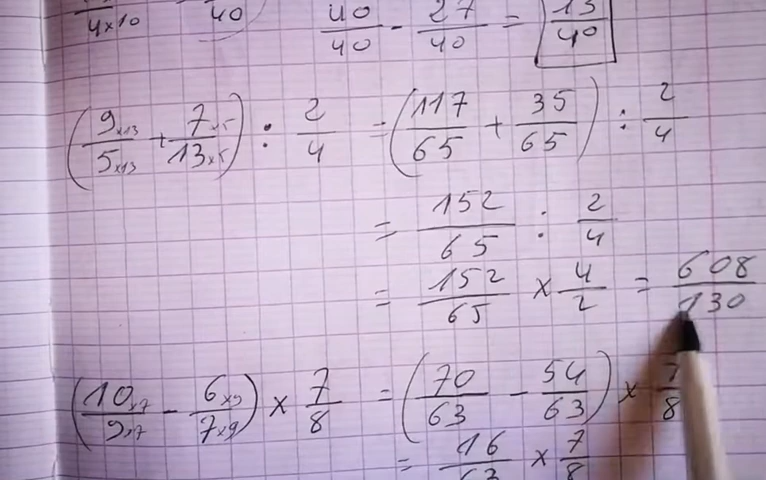 4×10 40 40/40 - 27/40 = 13/40
(9×13/5×13 + 7×5/13×5) : 2/4 = (117/65 + 35/65) : 2/4
= 152/65 : 2/4
= 152/65 × 4/2 = 608/130
(10×7/9×7 - 6×9/7×9) × 7/8 = (70/63 - 54/63) × 7/8
= 16/63 × 7/8